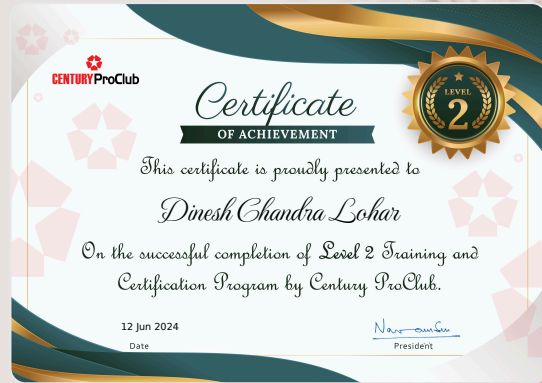 CENTURY ProClub
LEVEL
2
Certificate
OF ACHIEVEMENT
This certificate is proudly presented to
Dinesh Chandra Lohar
On the successful completion of Level 2 Training and
Certification Program by Century ProClub.
12 Jun 2024
Date
President